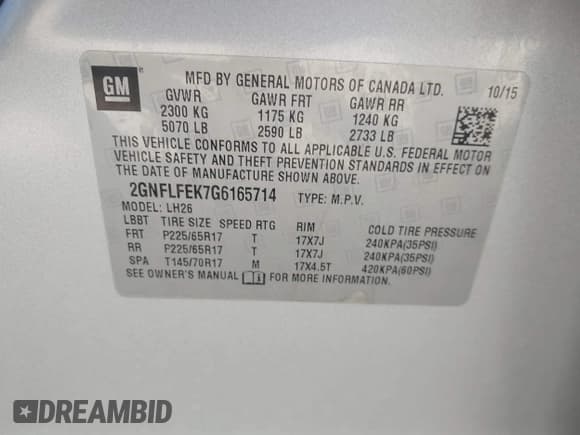 GM ®
MFD BY GENERAL MOTORS OF CANADA LTD. 10/15
GVWR GAWR FRT GAWR RR
2300 KG 1175 KG 1240 KG
5070 LB 2590 LB 2733 LB
THIS VEHICLE CONFORMS TO ALL APPLICABLE U.S. FEDERAL MOTOR
VEHICLE SAFETY AND THEFT PREVENTION STANDARDS IN EFFECT ON
THE DATE OF MANUFACTURE SHOWN ABOVE.
2GNFLFEK7G6165714 TYPE: M.P.V.
MODEL: LH26
LBBT TIRE SIZE SPEED RTG RIM COLD TIRE PRESSURE
FRT P225/65R17 T 17X7J 240KPA(35PSI)
RR P225/65R17 T 17X7J 240KPA(35PSI)
SPA T145/70R17 M 17X4.5T 420KPA(60PSI)
SEE OWNER'S MANUAL FOR MORE INFORMATION.
DREAMBID